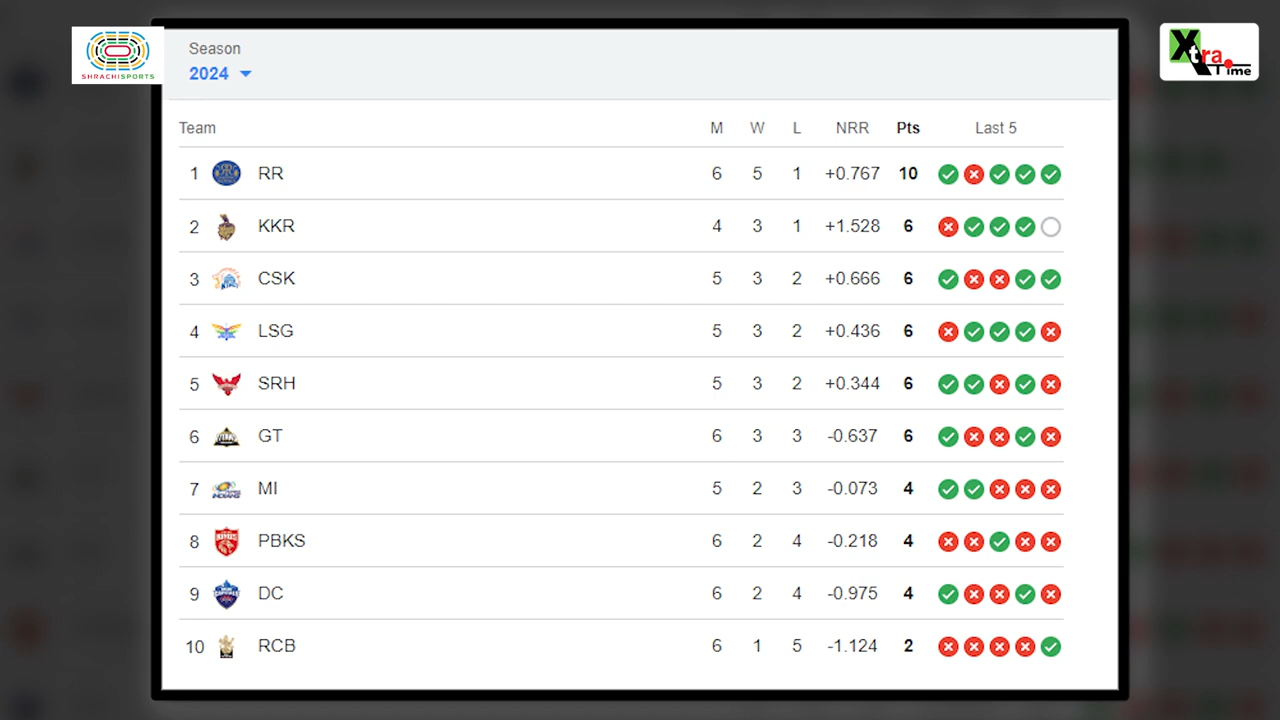 SHRACHISPORTS
Xtra Time
Season
2024
Team M W L NRR Pts Last 5
1 RR 6 5 1 +0.767 10
2 KKR 4 3 1 +1.528 6
3 CSK 5 3 2 +0.666 6
4 LSG 5 3 2 +0.436 6
5 SRH 5 3 2 +0.344 6
6 GT 6 3 3 -0.637 6
7 MI 5 2 3 -0.073 4
8 PBKS 6 2 4 -0.218 4
9 DC 6 2 4 -0.975 4
10 RCB 6 1 5 -1.124 2